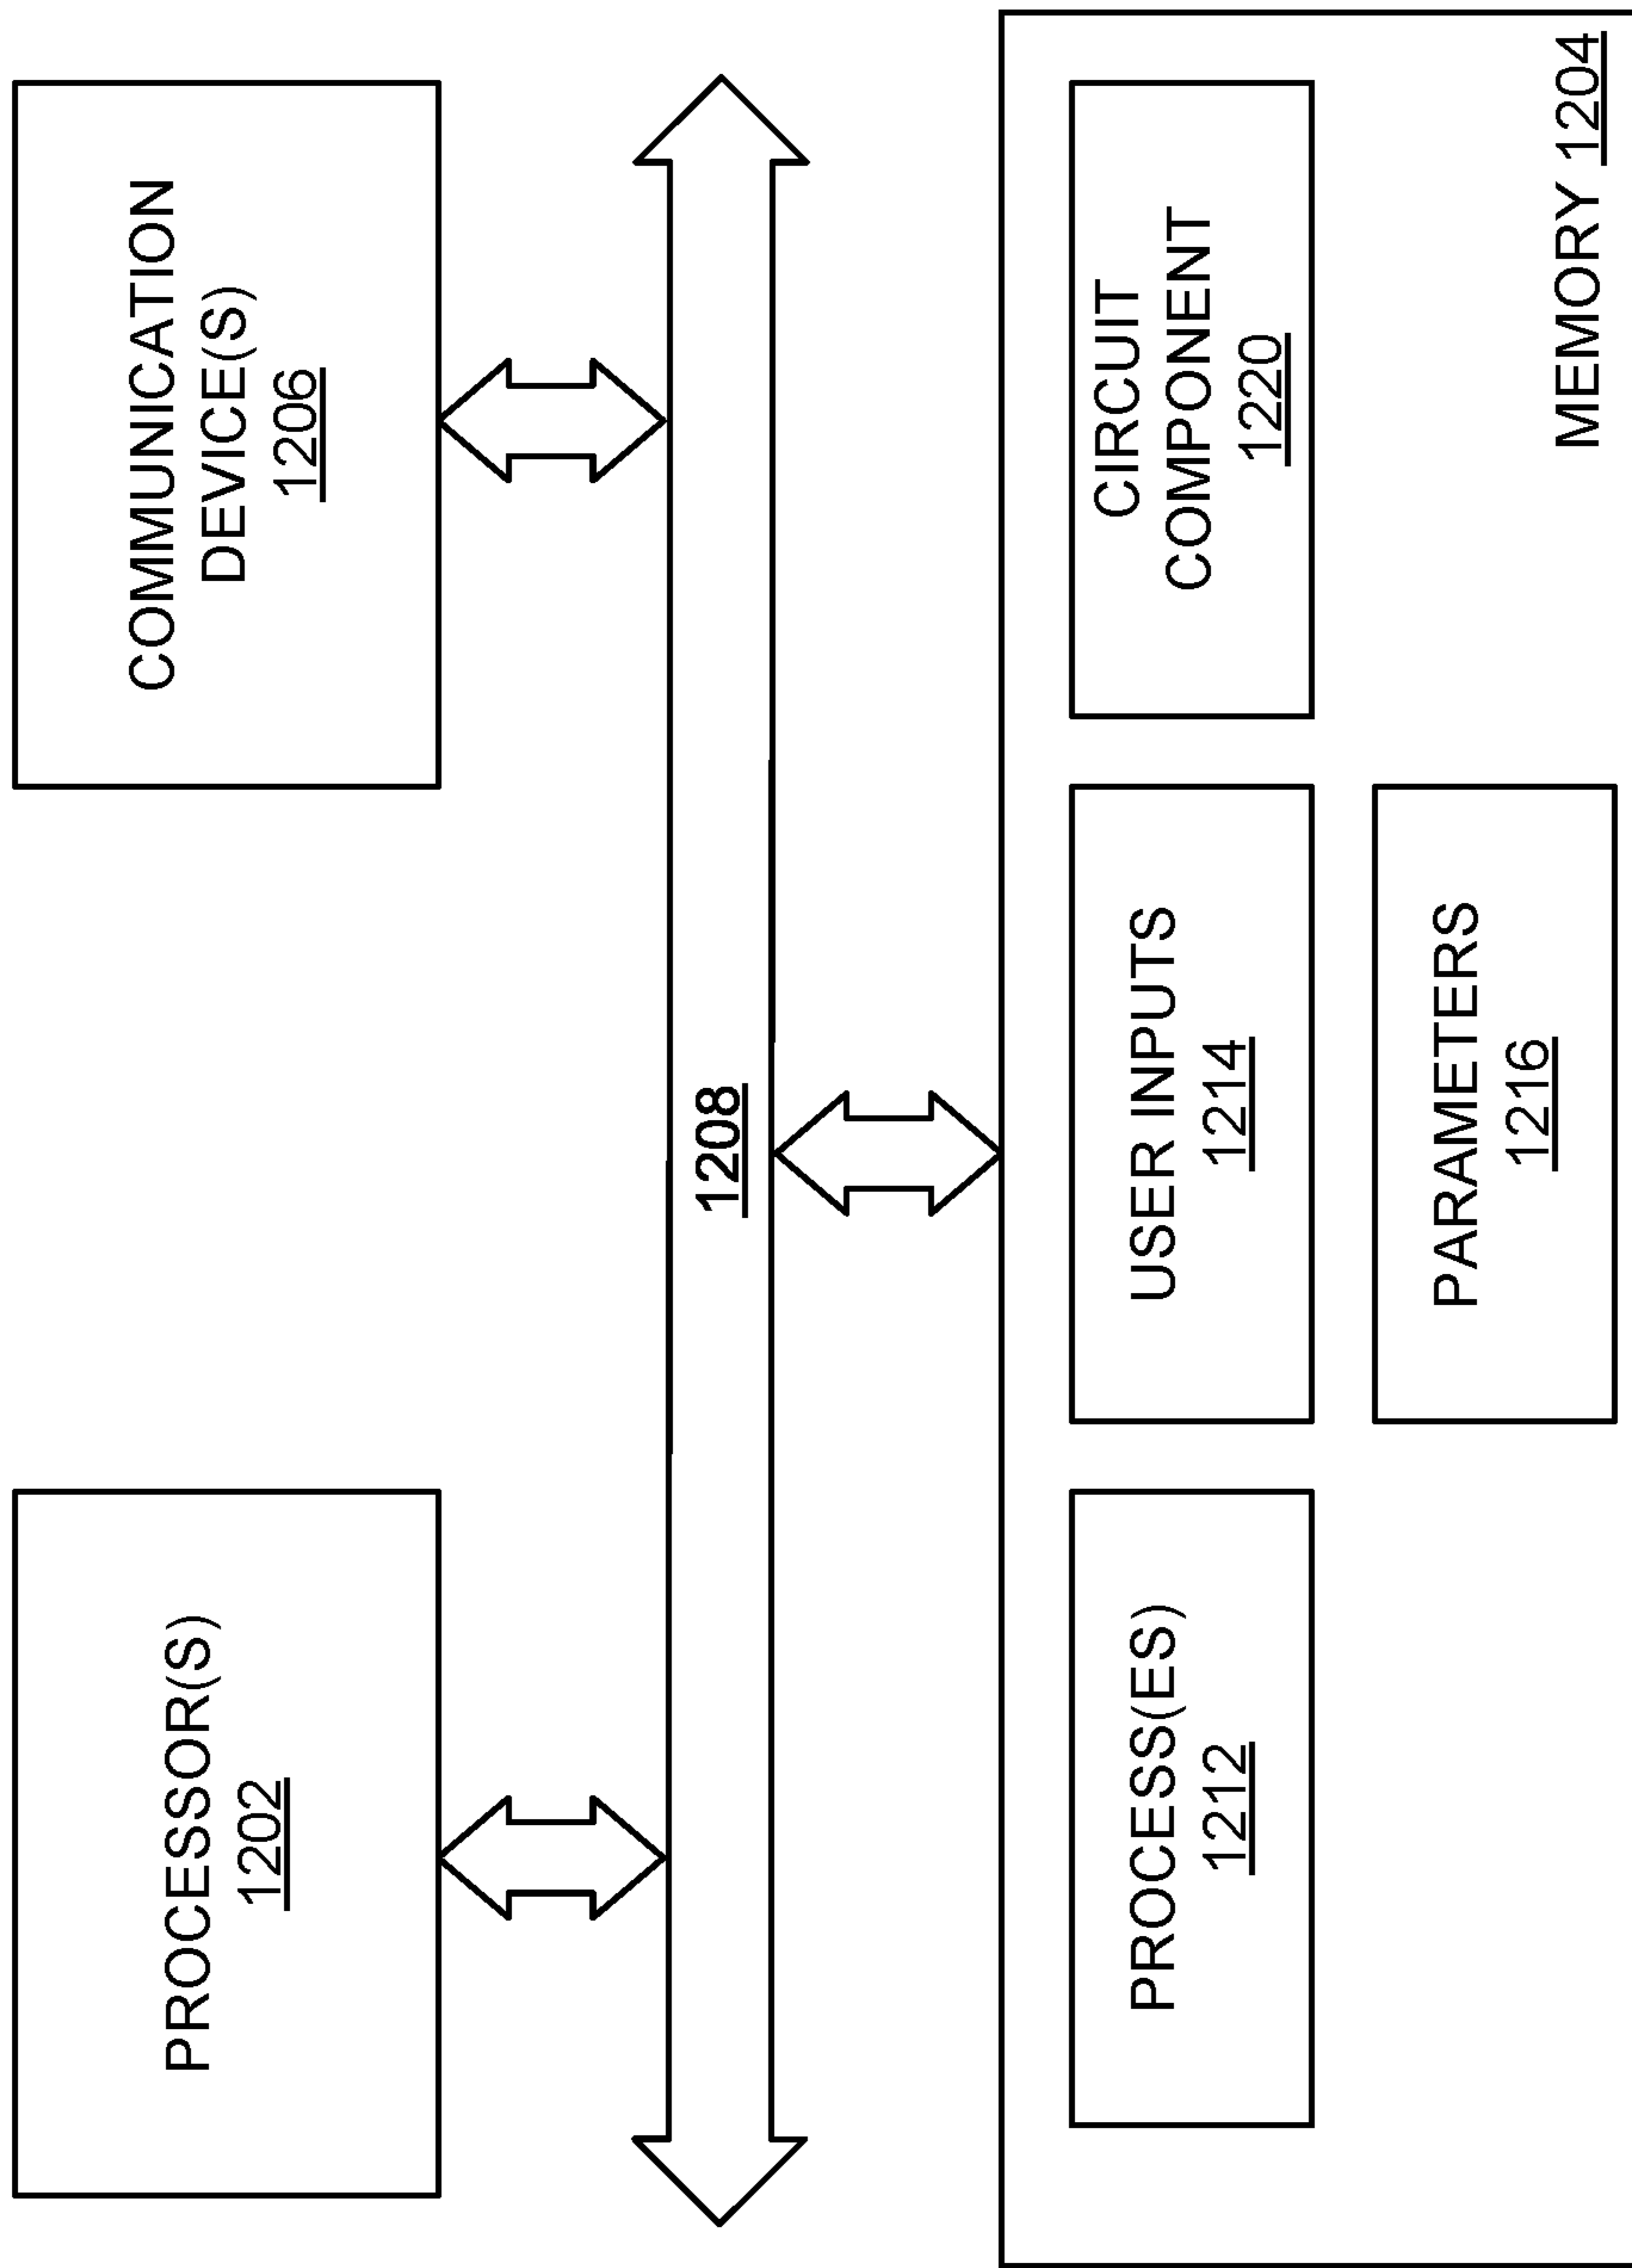 PROCESSOR(S)
1202
COMMUNICATION
DEVICE(S)
1206
1208
PROCESS(ES)
1212
USER INPUTS
1214
CIRCUIT
COMPONENT
1220
PARAMETERS
1216
MEMORY 1204